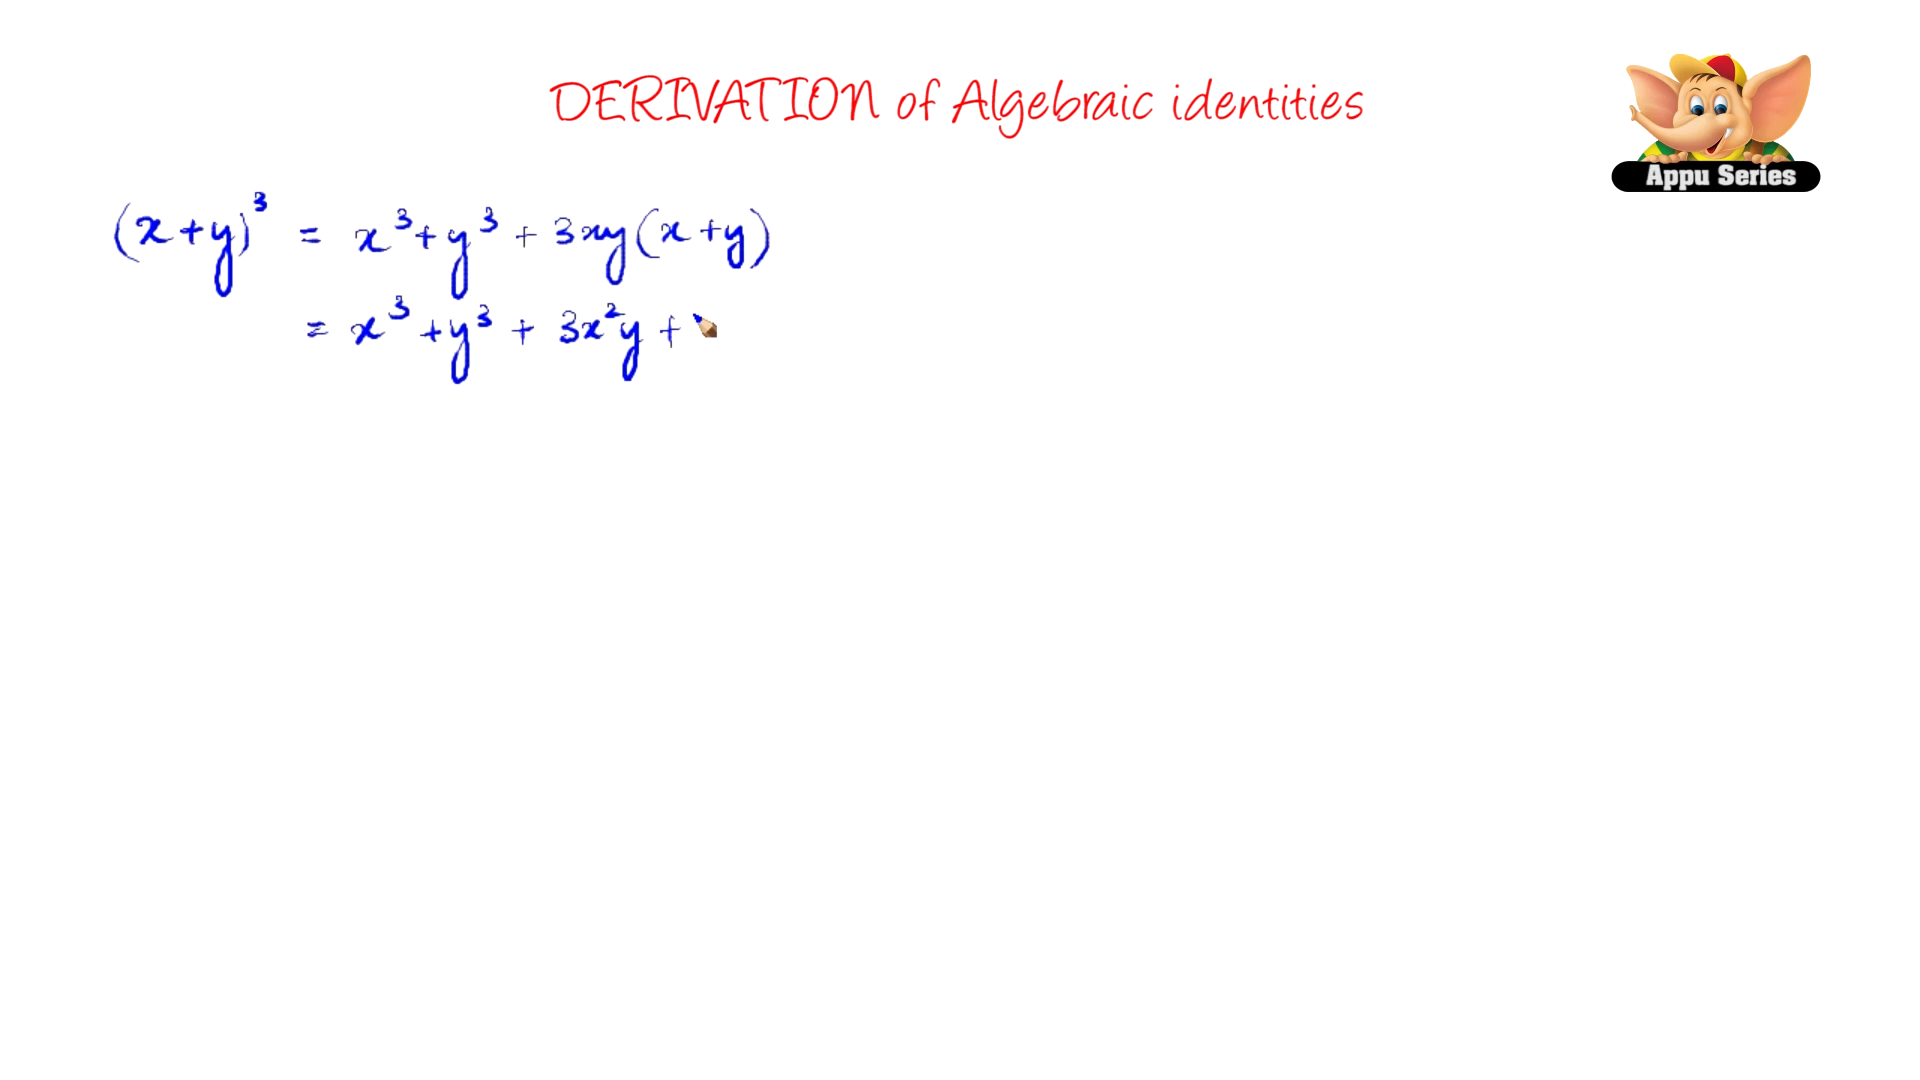 DERIVATION of Algebraic identities
Appu Series
(x+y)³ = x³+y³ + 3xy(x+y)
= x³ +y³ + 3x²y +